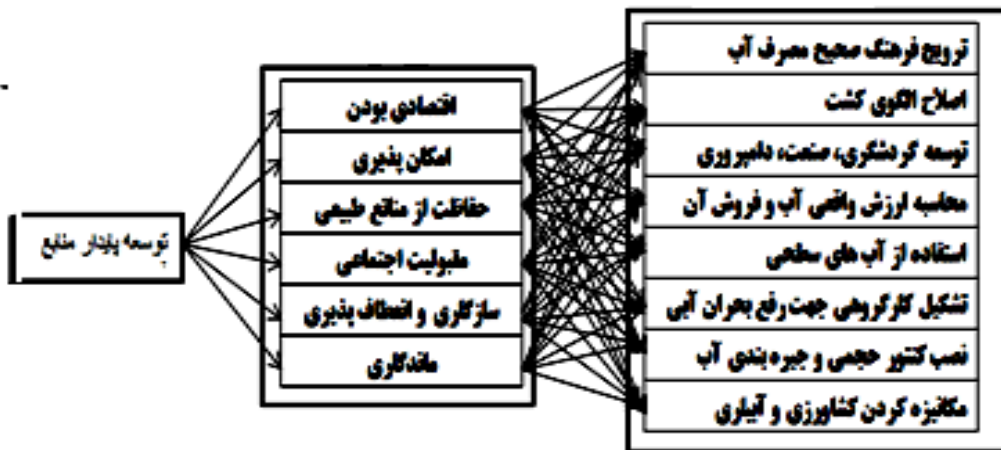 توسعه پایدار منابع
اقتصادی بودن
امکان پذیری
حفاظت از منابع طبیعی
مقبولیت اجتماعی
سازگاری و انعطاف پذیری
ماندگاری
ترویج فرهنگ صحیح مصرف آب
اصلاح الگوی کشت
توسعه گردشگری، صنعت، دامپروری
محاسبه ارزش واقعی آب و فروش آن
استفاده از آب های سطحی
تشکیل کارگروهی جهت رفع بحران آبی
نصب کنتور حجمی و جیره بندی آب
مکانیزه کردن کشاورزی و آبیاری